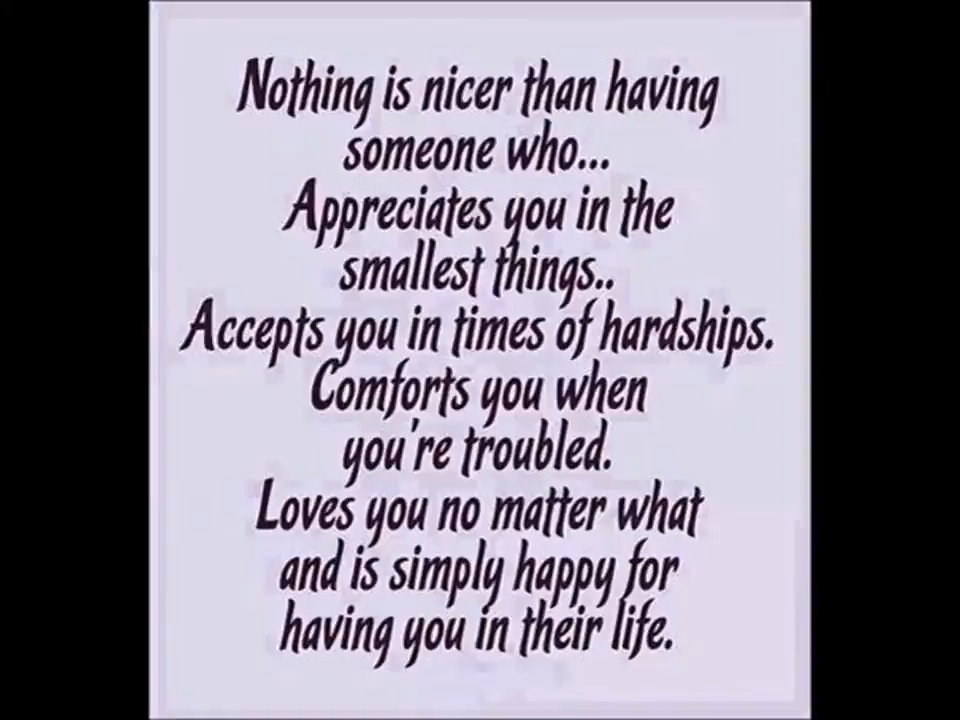 Nothing is nicer than having
someone who...
Appreciates you in the
smallest things..
Accepts you in times of hardships.
Comforts you when
you're troubled.
Loves you no matter what
and is simply happy for
having you in their life.